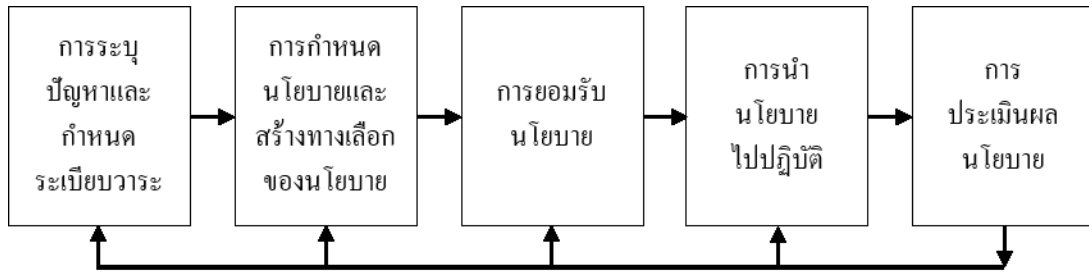 การระบุ
ปัญหาและ
กำหนด
ระเบียบวาระ
การกำหนด
นโยบายและ
สร้างทางเลือก
ของนโยบาย
การยอมรับ
นโยบาย
การนำ
นโยบาย
ไปปฏิบัติ
การ
ประเมินผล
นโยบาย